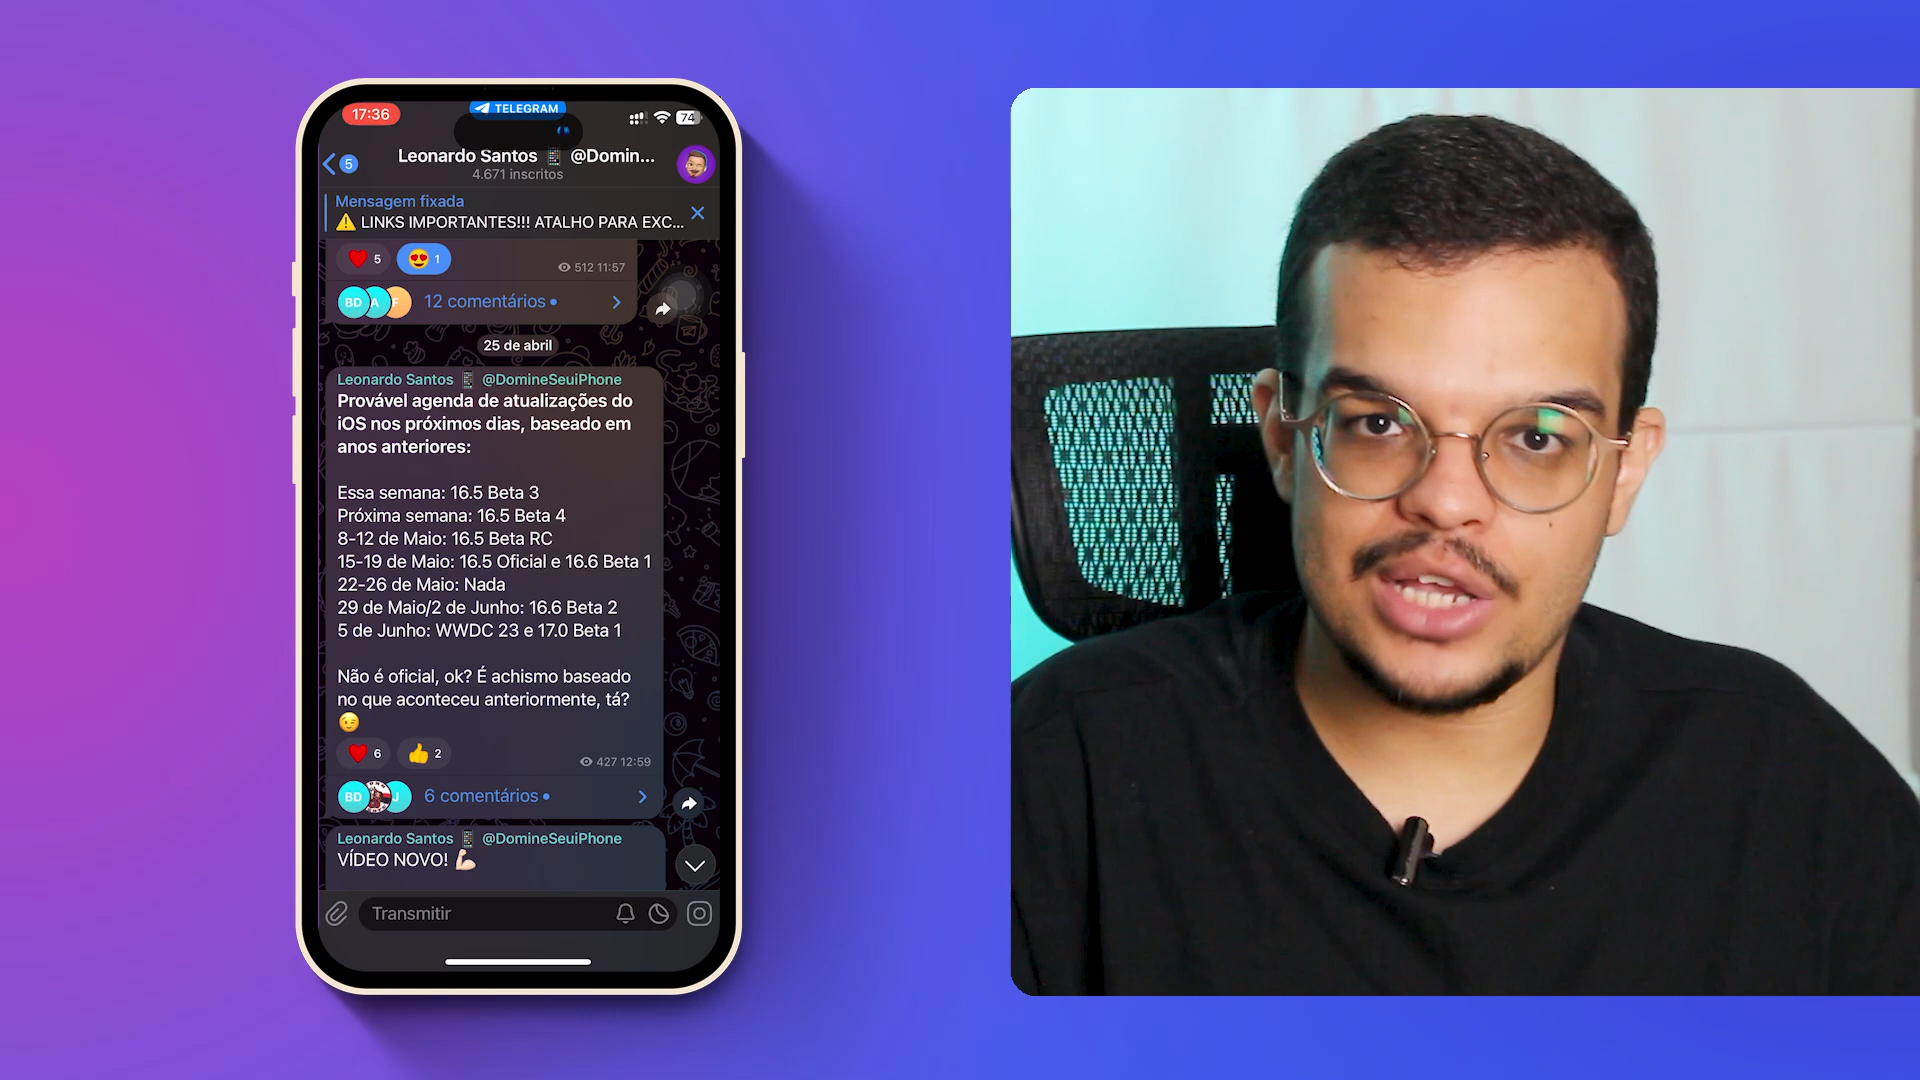 17:36
TELEGRAM
74
5
Leonardo Santos 📱 @Domin...
4.671 inscritos
Mensagem fixada
⚠️ LINKS IMPORTANTES!!! ATALHO PARA EXC...
❤️ 5 😍 1
512 11:57
BD A F 12 comentários
25 de abril
Leonardo Santos 📱 @DomineSeuiPhone
Provável agenda de atualizações do
iOS nos próximos dias, baseado em
anos anteriores:
Essa semana: 16.5 Beta 3
Próxima semana: 16.5 Beta 4
8-12 de Maio: 16.5 Beta RC
15-19 de Maio: 16.5 Oficial e 16.6 Beta 1
22-26 de Maio: Nada
29 de Maio/2 de Junho: 16.6 Beta 2
5 de Junho: WWDC 23 e 17.0 Beta 1
Não é oficial, ok? É achismo baseado
no que aconteceu anteriormente, tá?
😉
❤️ 6 👍 2
427 12:59
BD J 6 comentários
Leonardo Santos 📱 @DomineSeuiPhone
VÍDEO NOVO! 💪🏻
Transmitir